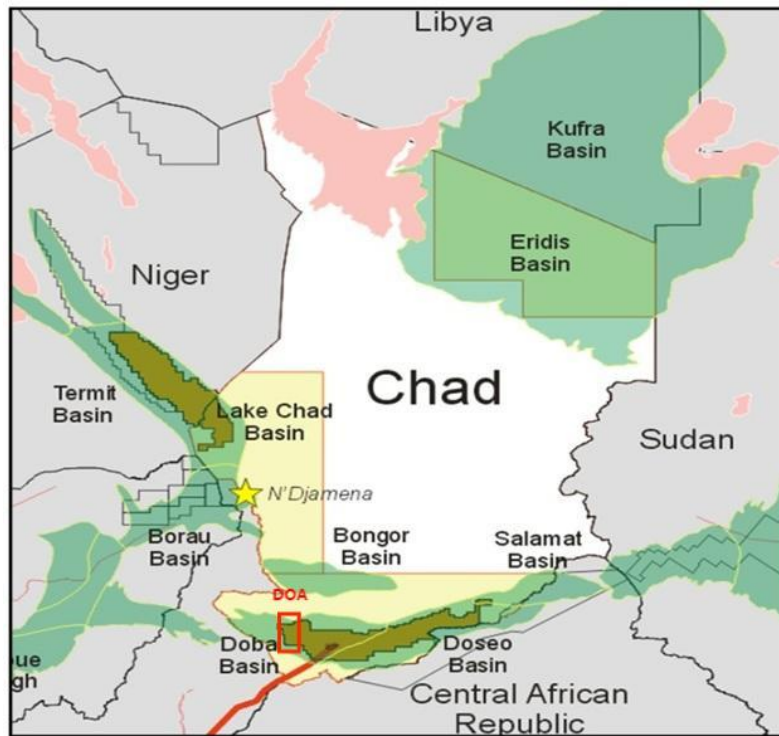 Libya
Kufra
Basin
Eridis
Basin
Niger
Chad
Termit
Basin
Lake Chad
Basin
Sudan
N'Djamena
Borau
Basin
Bongor
Basin
Salamat
Basin
DOA
Doba
Basin
Doseo
Basin
gh
Central African
Republic